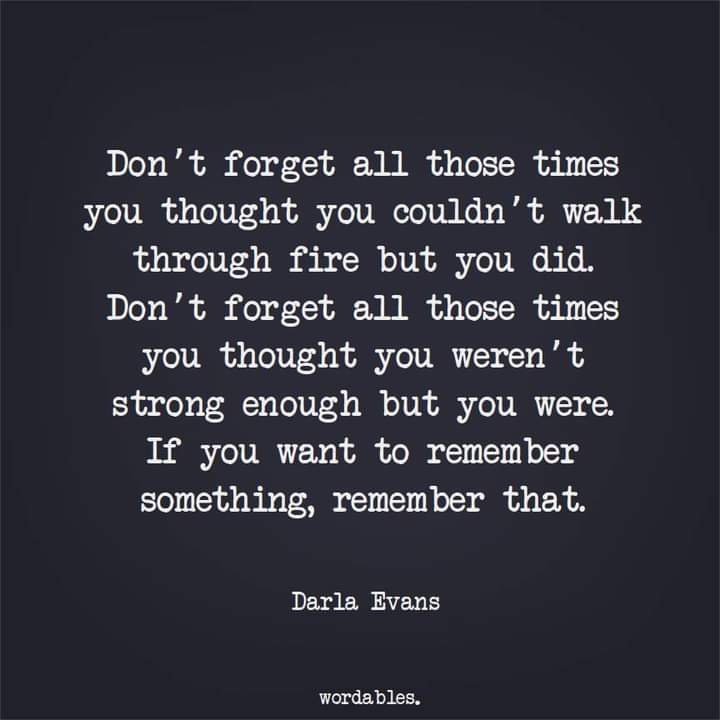 Don't forget all those times
you thought you couldn't walk
through fire but you did.
Don't forget all those times
you thought you weren't
strong enough but you were.
If you want to remember
something, remember that.
Darla Evans
wordables.